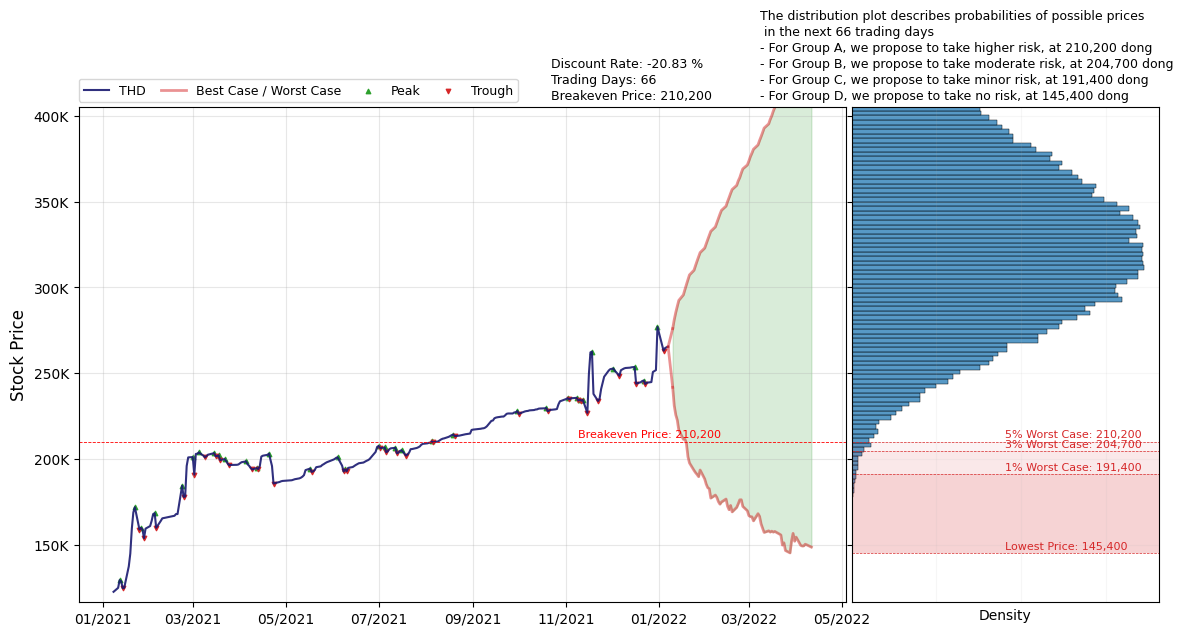 The distribution plot describes probabilities of possible prices
in the next 66 trading days
- For Group A, we propose to take higher risk, at 210,200 dong
- For Group B, we propose to take moderate risk, at 204,700 dong
- For Group C, we propose to take minor risk, at 191,400 dong
- For Group D, we propose to take no risk, at 145,400 dong
Discount Rate: -20.83 %
Trading Days: 66
Breakeven Price: 210,200
THD
Best Case / Worst Case
Peak
Trough
Stock Price
400K
350K
300K
250K
200K
150K
Breakeven Price: 210,200
5% Worst Case: 210,200
3% Worst Case: 204,700
1% Worst Case: 191,400
Lowest Price: 145,400
01/2021
03/2021
05/2021
07/2021
09/2021
11/2021
01/2022
03/2022
05/2022
Density